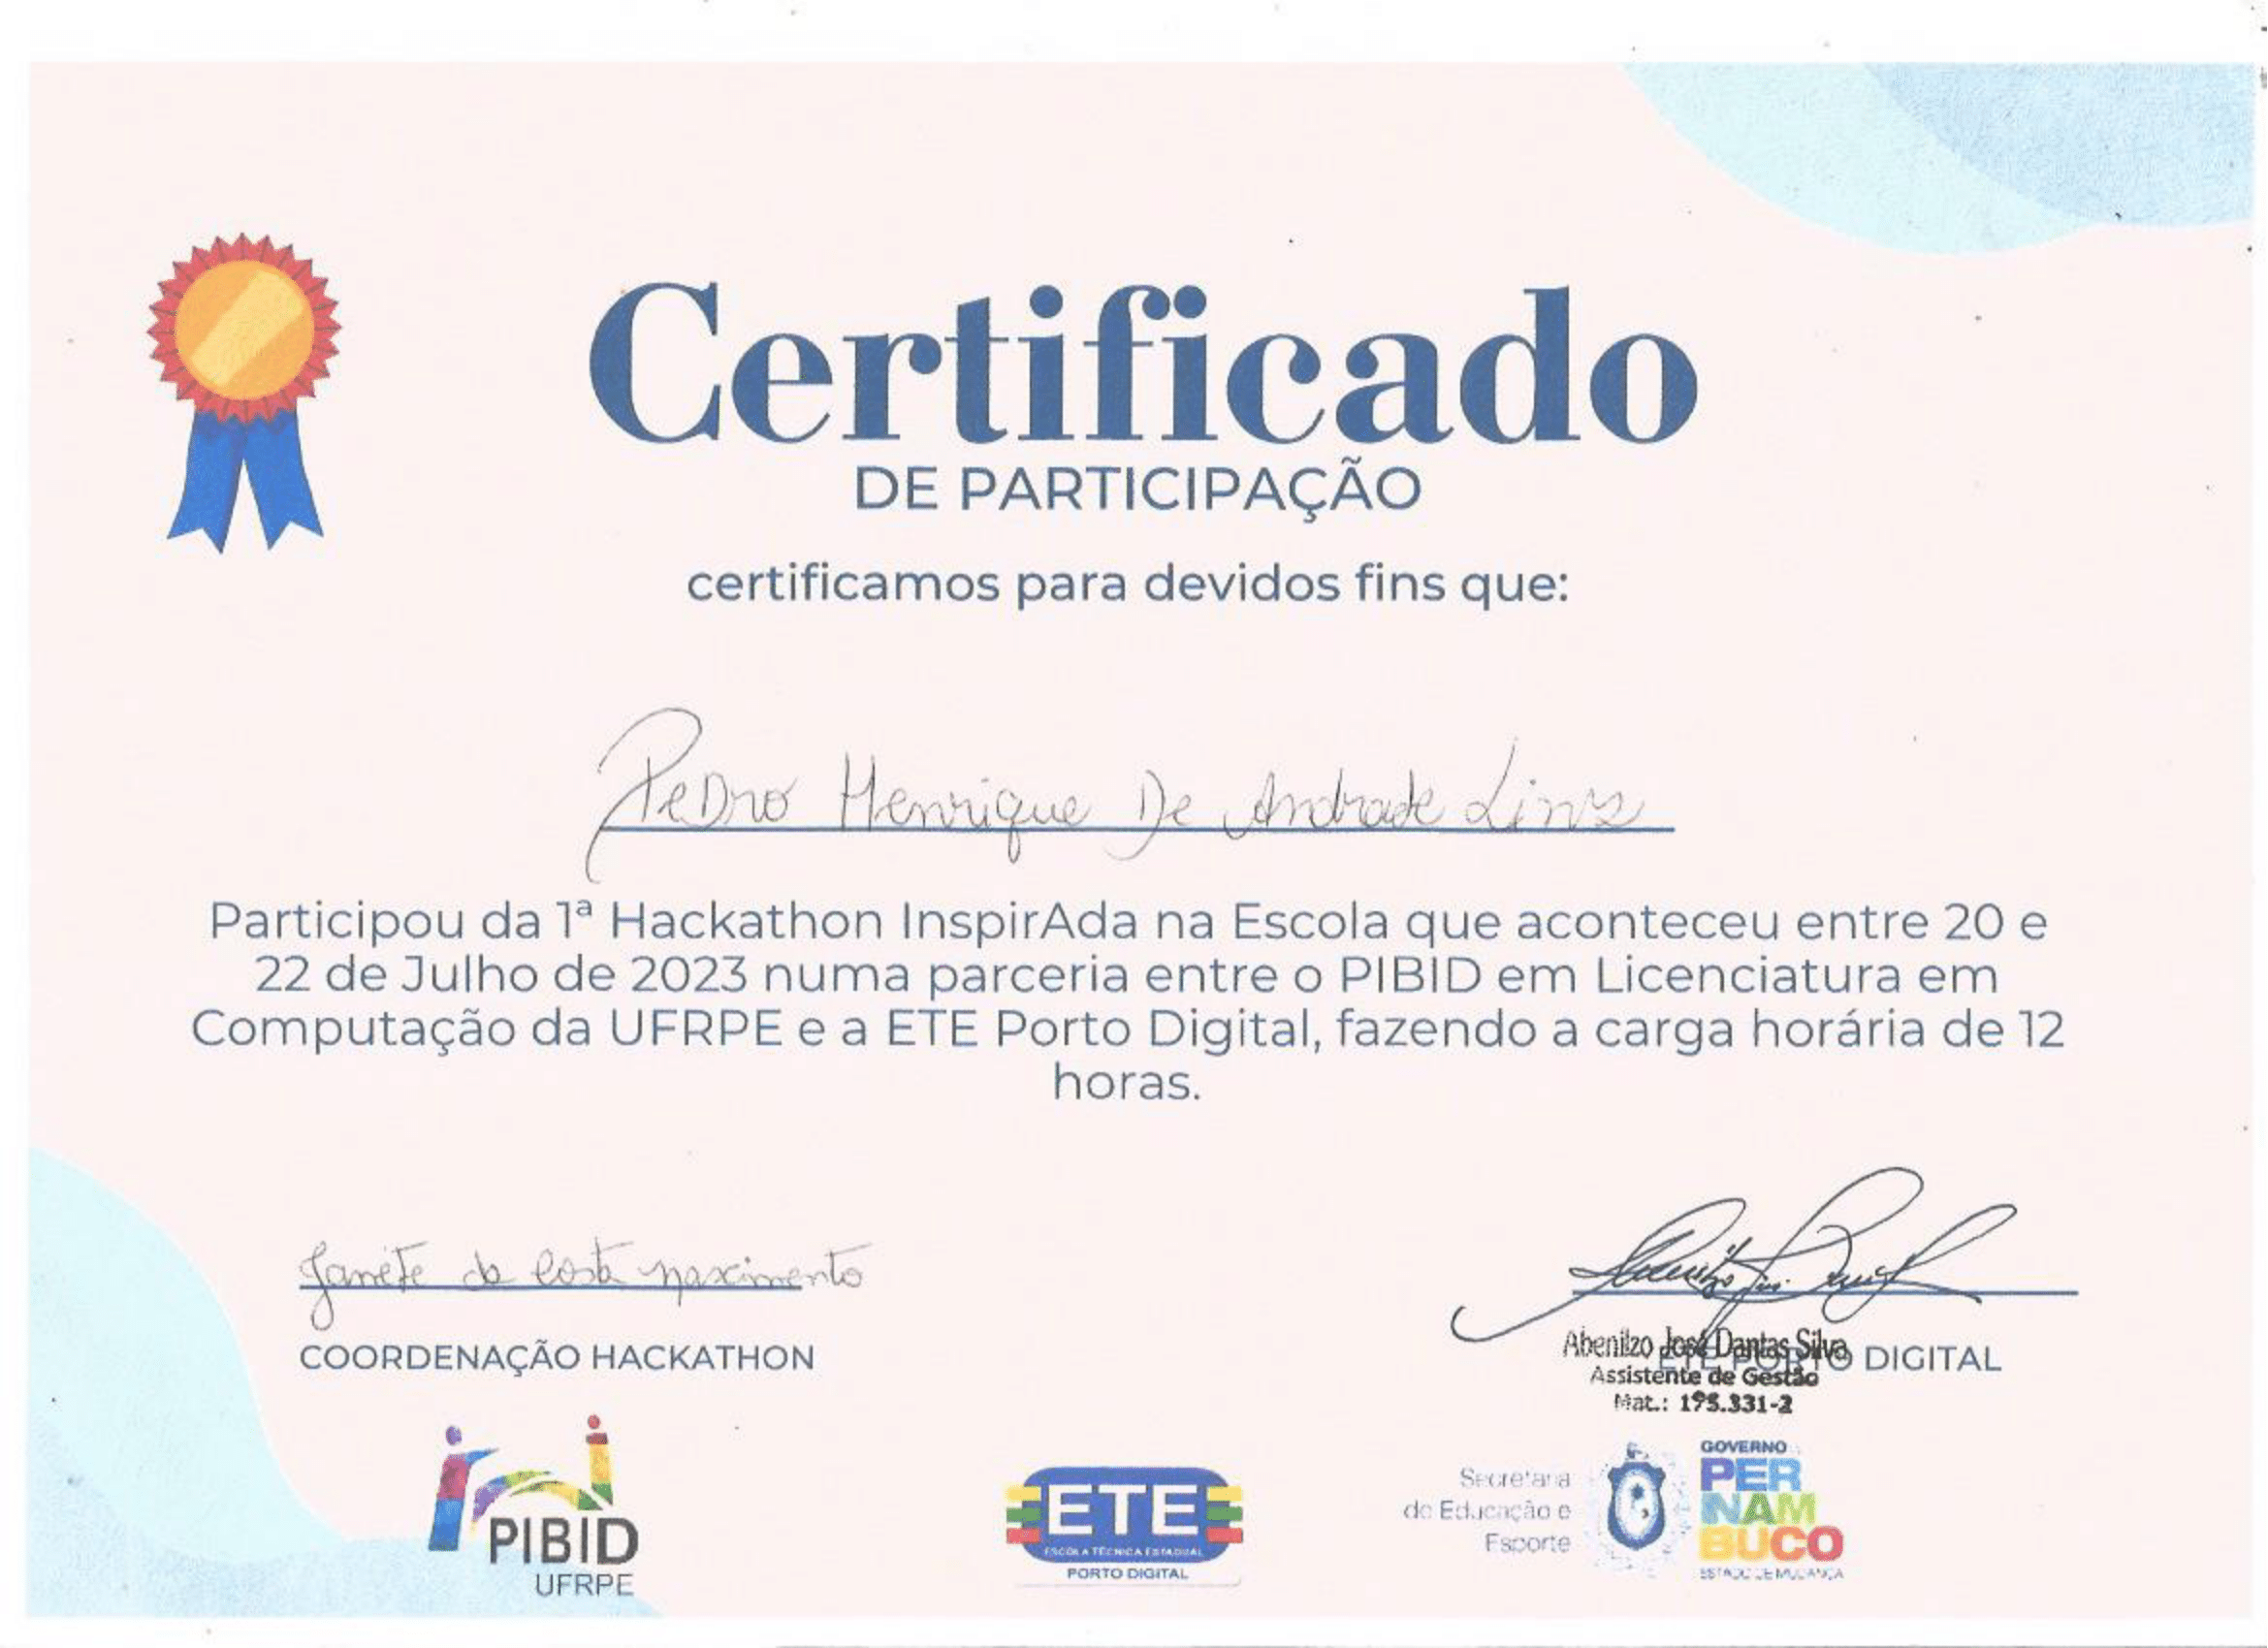 Certificado
DE PARTICIPAÇÃO
certificamos para devidos fins que:
Pedro Henrique De Andrade Lins
Participou da 1ª Hackathon InspirAda na Escola que aconteceu entre 20 e
22 de Julho de 2023 numa parceria entre o PIBID em Licenciatura em
Computação da UFRPE e a ETE Porto Digital, fazendo a carga horária de 12
horas.
Janete da Costa nascimento
COORDENAÇÃO HACKATHON
Abenilzo José Dantas Silva
ETE PORTO DIGITAL
Assistente de Gestão
Mat.: 195.331-2
PIBID
UFRPE
ETE
ESCOLA TÉCNICA ESTADUAL
PORTO DIGITAL
Secretaria
de Educação e
Esporte
GOVERNO
PER
NAM
BUCO
ESTADO DE MUDANÇA